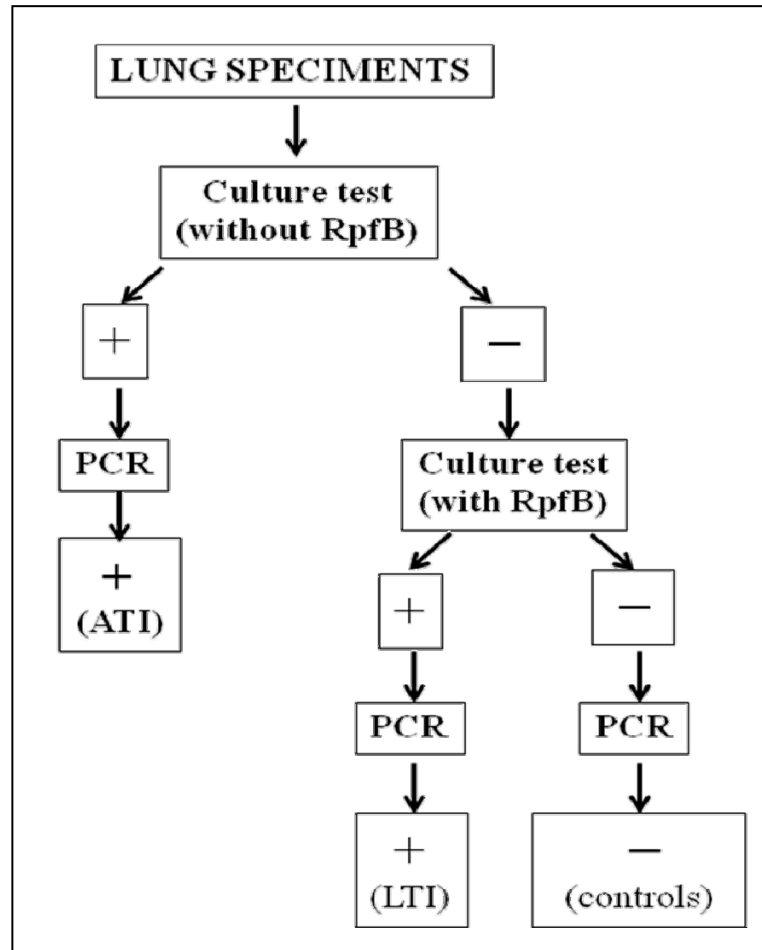 LUNG SPECIMENTS
Culture test
(without RpfB)
+
−
PCR
Culture test
(with RpfB)
+
(ATI)
+
−
PCR
PCR
+
(LTI)
−
(controls)